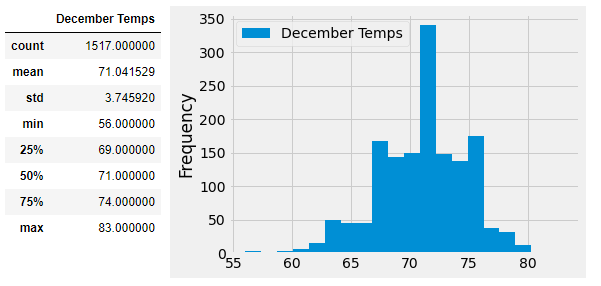 December Temps
count 1517.000000
mean 71.041529
std 3.745920
min 56.000000
25% 69.000000
50% 71.000000
75% 74.000000
max 83.000000
December Temps
Frequency
350
300
250
200
150
100
50
0
55 60 65 70 75 80